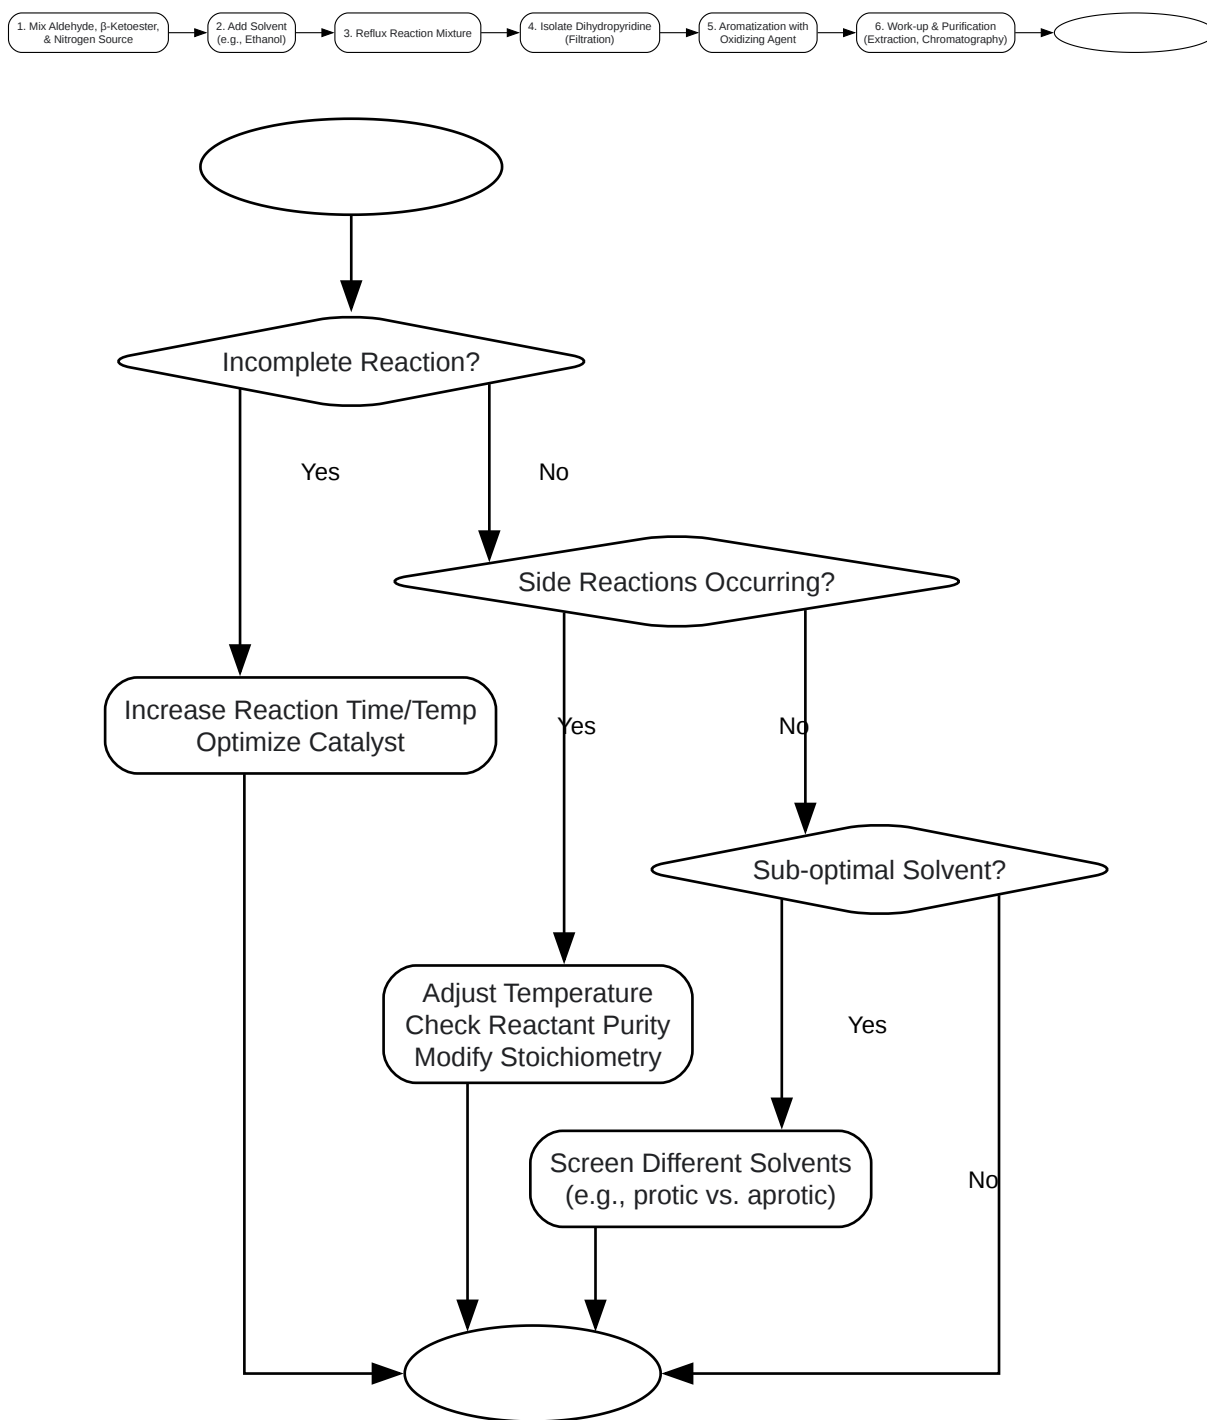 1. Mix Aldehyde, β-Ketoester,
& Nitrogen Source
2. Add Solvent
(e.g., Ethanol)
3. Reflux Reaction Mixture
4. Isolate Dihydropyridine
(Filtration)
5. Aromatization with
Oxidizing Agent
6. Work-up & Purification
(Extraction, Chromatography)
Incomplete Reaction?
Yes
No
Side Reactions Occurring?
Increase Reaction Time/Temp
Optimize Catalyst
Yes
No
Sub-optimal Solvent?
Adjust Temperature
Check Reactant Purity
Modify Stoichiometry
Yes
Screen Different Solvents
(e.g., protic vs. aprotic)
No